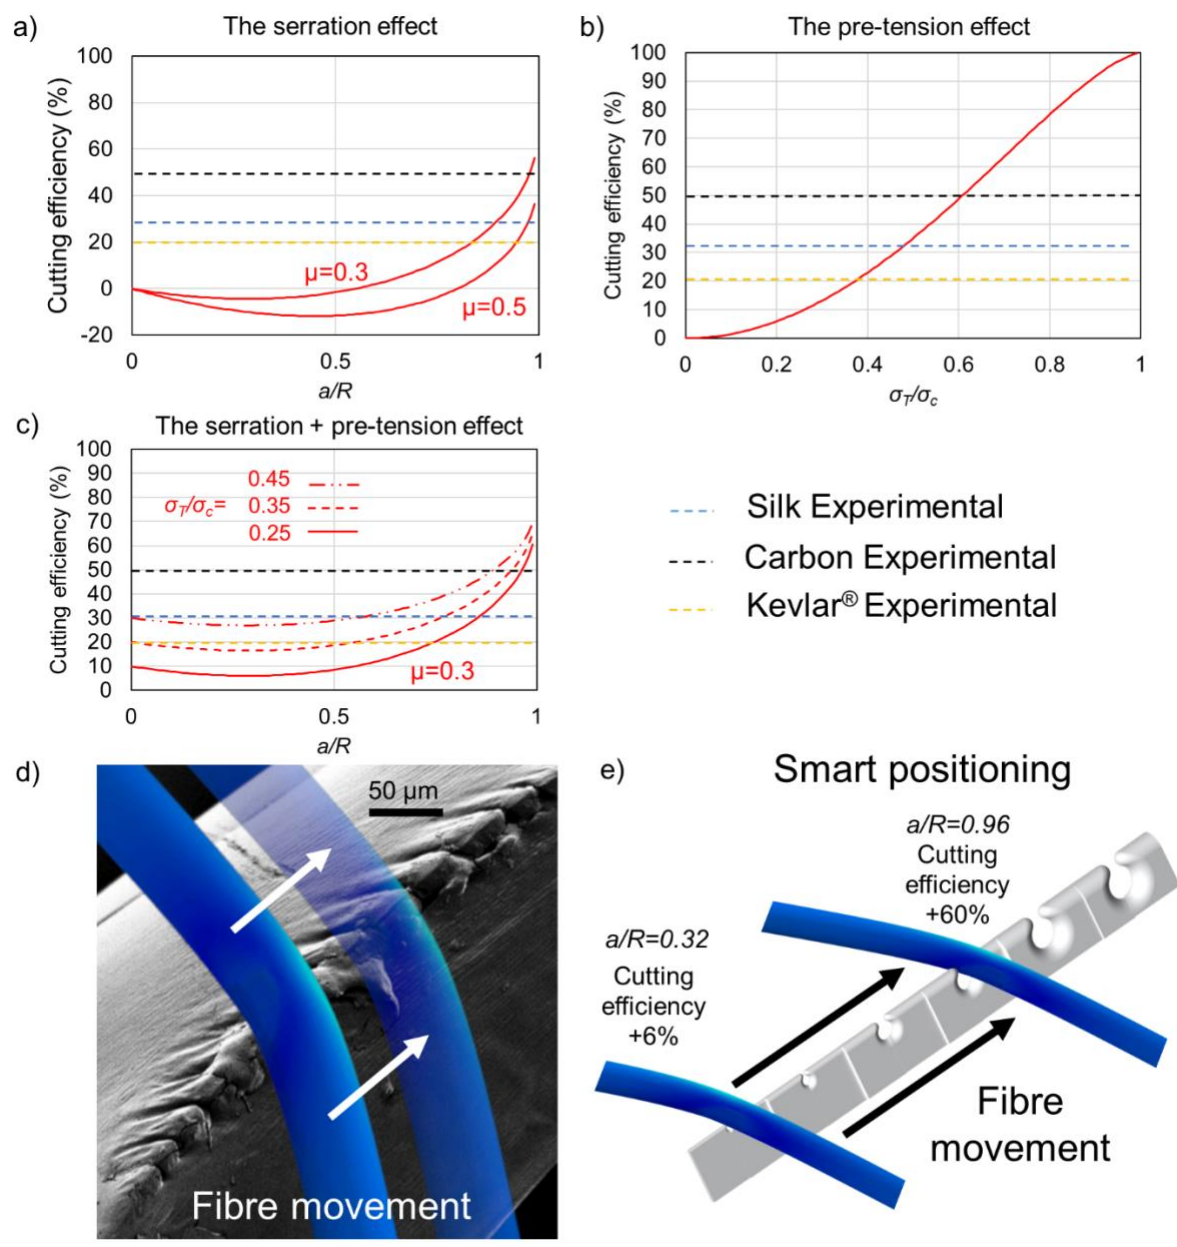 a)
The serration effect
Cutting efficiency (%)
100
80
60
40
20
0
-20
μ=0.3
μ=0.5
0
0.5
1
a/R
b)
The pre-tension effect
Cutting efficiency (%)
100
90
80
70
60
50
40
30
20
10
0
0
0.2
0.4
0.6
0.8
1
σT/σc
c)
The serration + pre-tension effect
Cutting efficiency (%)
100
90
80
70
60
50
40
30
20
10
0
σT/σc=
0.45
0.35
0.25
μ=0.3
0
0.5
1
a/R
Silk Experimental
Carbon Experimental
Kevlar® Experimental
d)
50 μm
Fibre movement
e)
Smart positioning
a/R=0.96
Cutting
efficiency
+60%
a/R=0.32
Cutting
efficiency
+6%
Fibre
movement